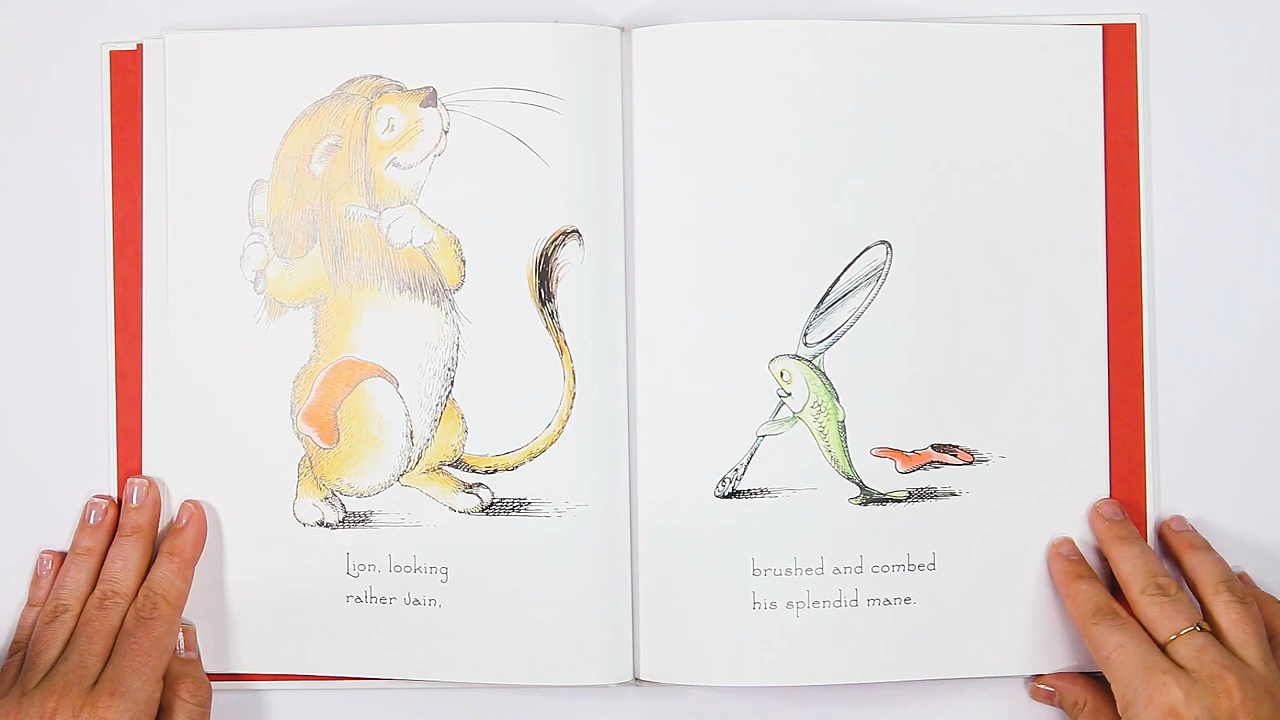 Lion, looking
rather vain,
brushed and combed
his splendid mane.